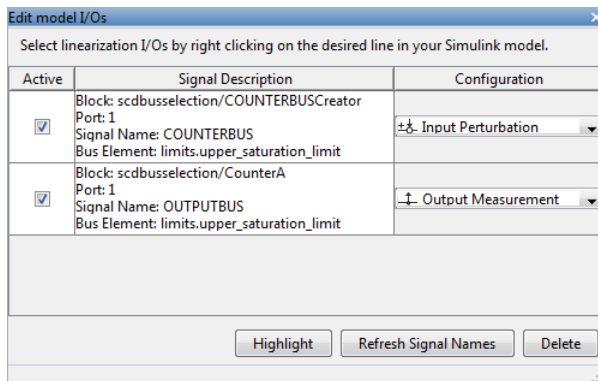 Edit model I/Os
Select linearization I/Os by right clicking on the desired line in your Simulink model.
Active Signal Description Configuration
Block: scdbusselection/COUNTERBUSCreator
Port: 1
Signal Name: COUNTERBUS
Bus Element: limits.upper_saturation_limit
Input Perturbation
Block: scdbusselection/CounterA
Port: 1
Signal Name: OUTPUTBUS
Bus Element: limits.upper_saturation_limit
Output Measurement
Highlight Refresh Signal Names Delete